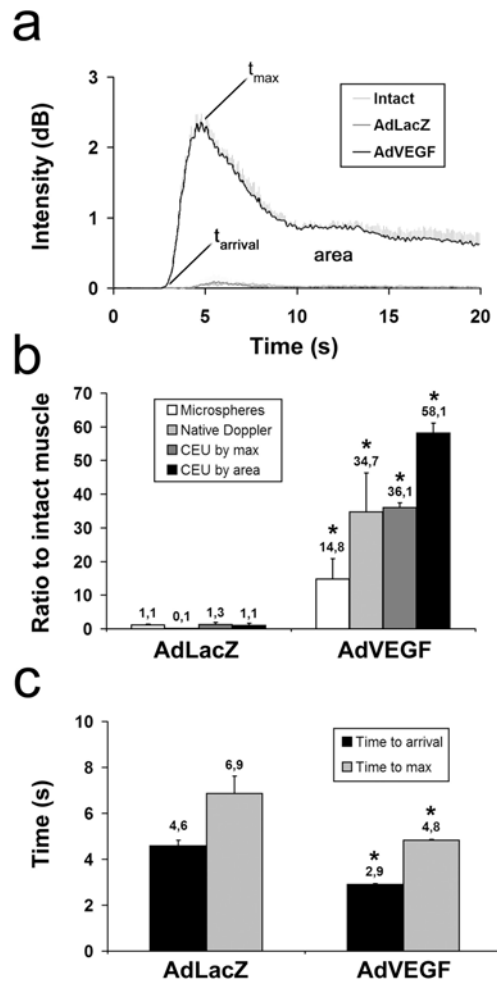 a
Intensity (dB)
3
2
1
0
t max
t arrival
area
Intact
AdLacZ
AdVEGF
0 5 10 15 20
Time (s)
b
Ratio to intact muscle
70
60
50
40
30
20
10
0
Microspheres
Native Doppler
CEU by max
CEU by area
1,1 0,1 1,3 1,1
* 14,8
* 34,7
* 36,1
* 58,1
AdLacZ AdVEGF
c
Time (s)
10
8
6
4
2
0
Time to arrival
Time to max
4,6
6,9
* 2,9
* 4,8
AdLacZ AdVEGF